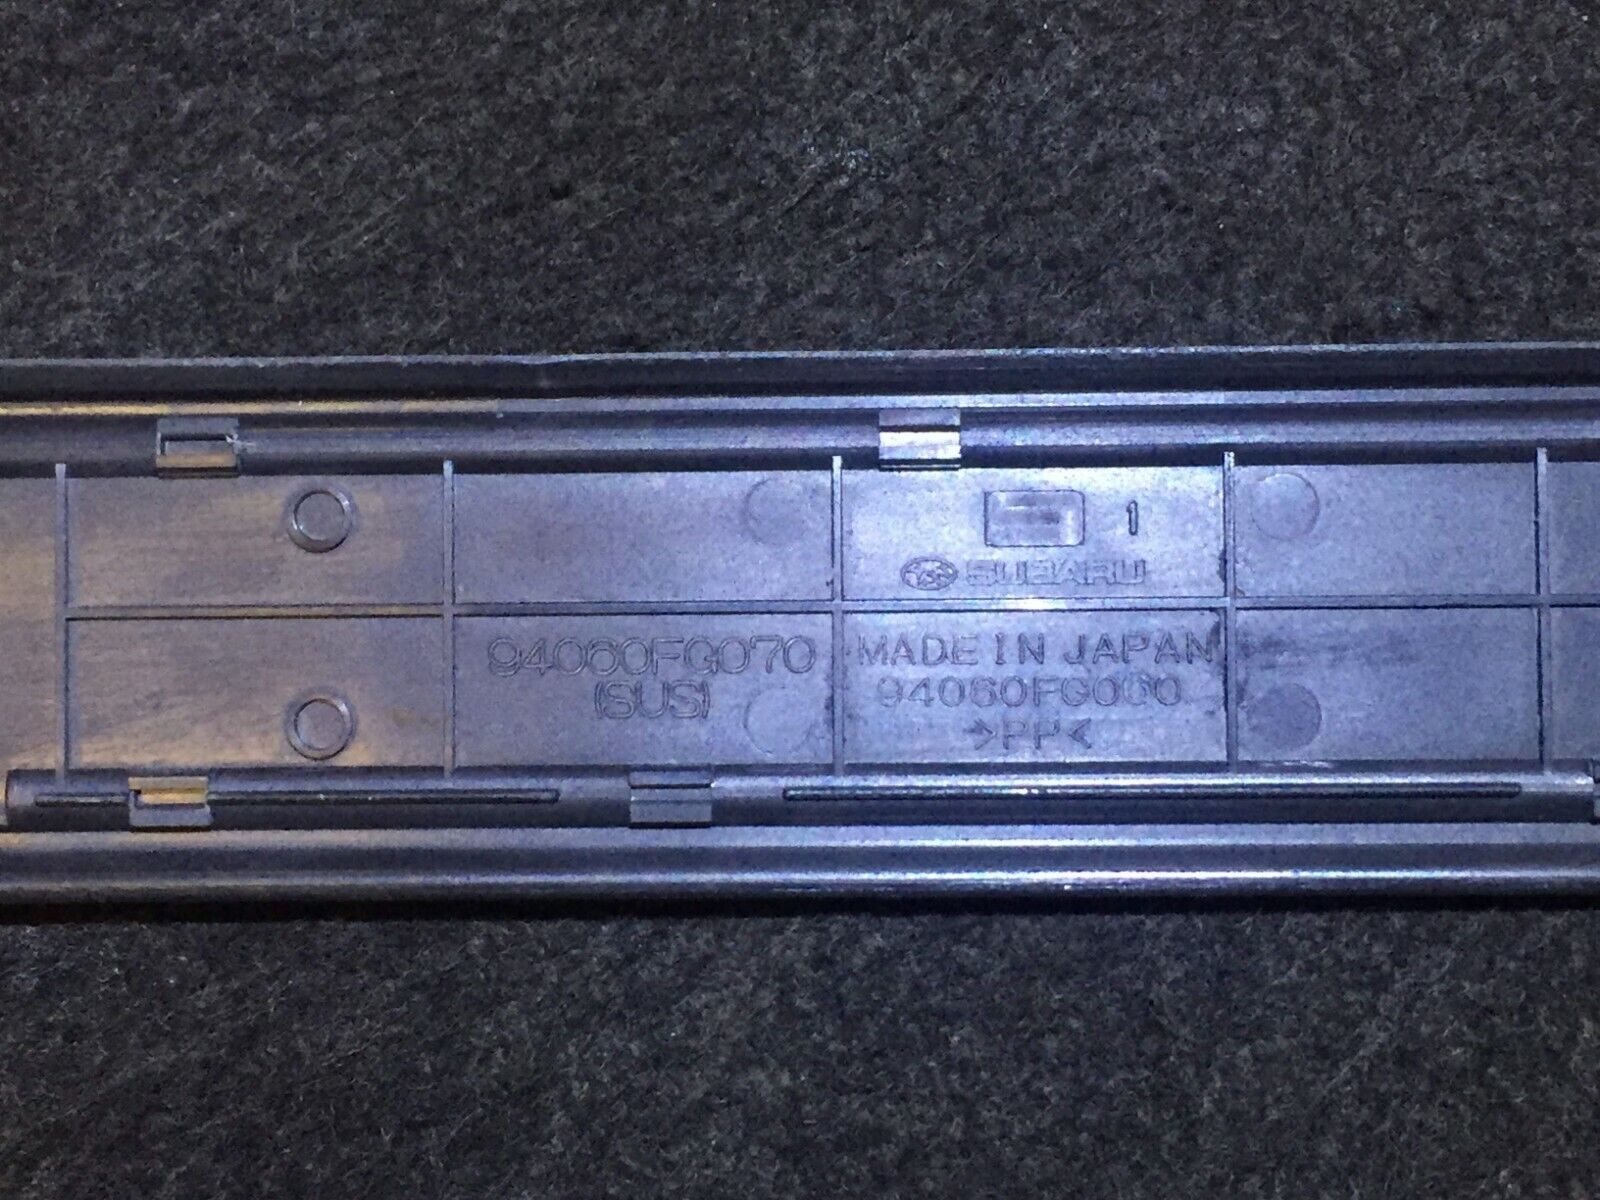 1
SUBARU
94060FG070
(SUS)
MADE IN JAPAN
94060FG060
>PP<